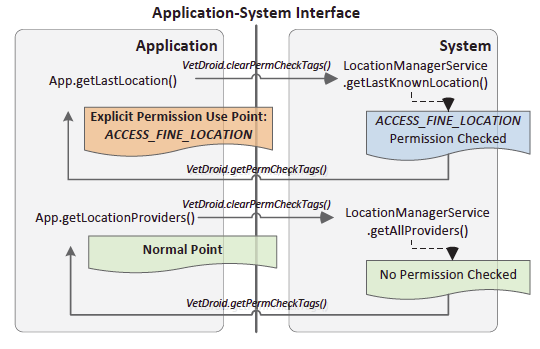 Application-System Interface
Application
System
VetDroid.clearPermCheckTags()
App.getLastLocation()
LocationManagerService
.getLastKnownLocation()
Explicit Permission Use Point:
ACCESS_FINE_LOCATION
ACCESS_FINE_LOCATION
Permission Checked
VetDroid.getPermCheckTags()
VetDroid.clearPermCheckTags()
App.getLocationProviders()
LocationManagerService
.getAllProviders()
Normal Point
No Permission Checked
VetDroid.getPermCheckTags()